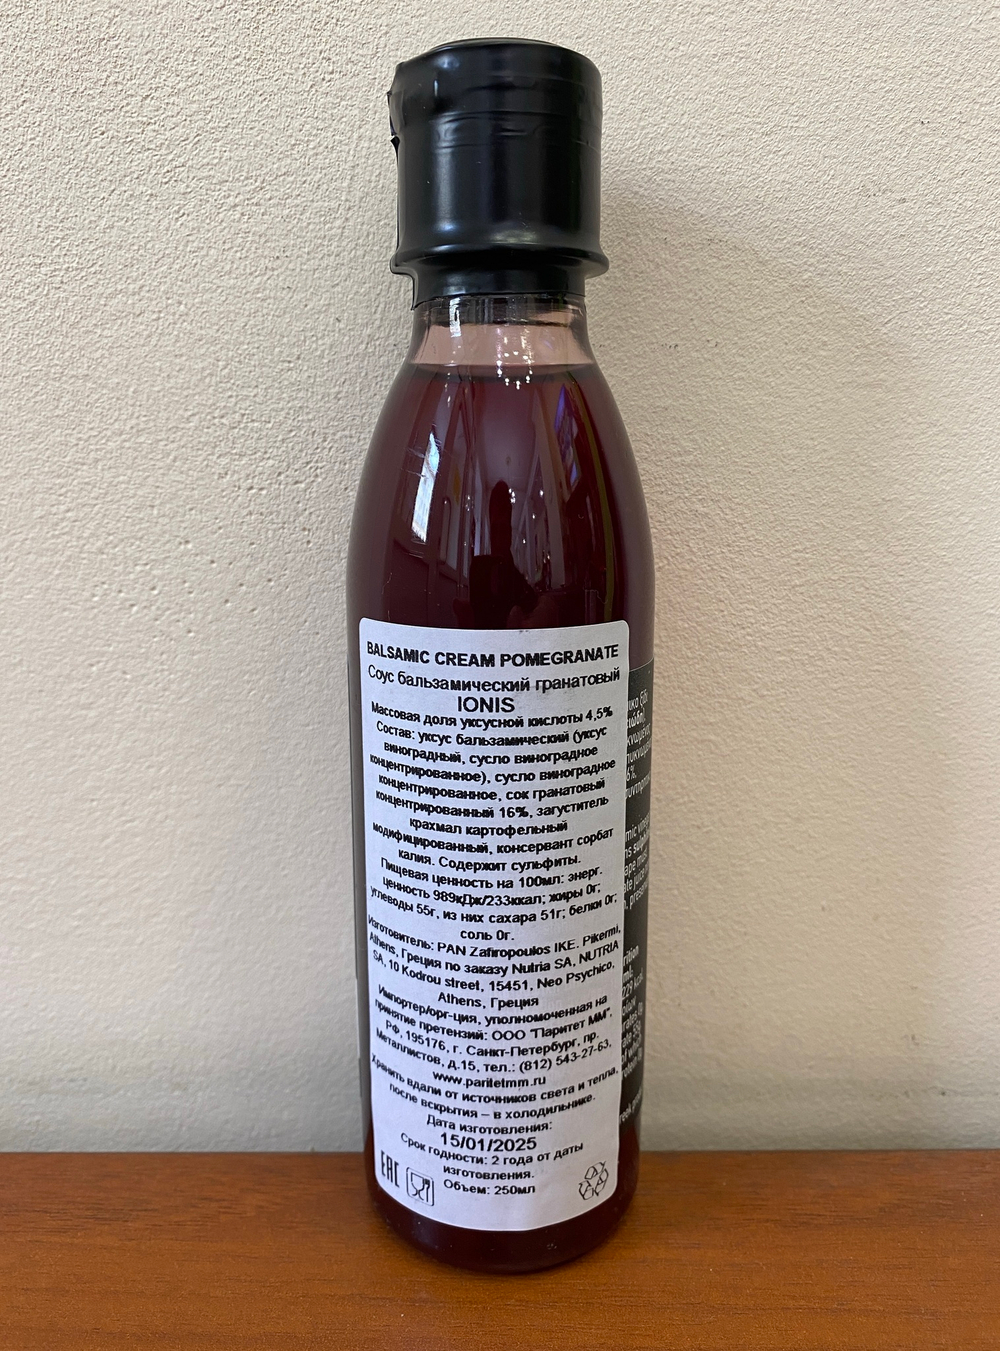 BALSAMIC CREAM POMEGRANATE
Соус бальзамический гранатовый
IONIS
Массовая доля уксусной кислоты 4,5%
Состав: уксус бальзамический (уксус
виноградный, сусло виноградное
концентрированное), сусло виноградное
концентрированное, сок гранатовый
концентрированный 16%, загуститель
крахмал картофельный
модифицированный, консервант сорбат
калия. Содержит сульфиты.
Пищевая ценность на 100мл: энерг.
ценность 989кДж/233ккал; жиры 0г;
углеводы 55г, из них сахара 51г; белки 0г;
соль 0г.
Изготовитель: PAN Zafiropoulos IKE. Pikermi,
Athens, Греция по заказу Nutria SA, NUTRIA
SA, 10 Kodrou street, 15451, Neo Psychico,
Athens, Греция
Импортер/орг-ция, уполномоченная на
принятие претензий: ООО "Паритет ММ",
РФ, 195176, г. Санкт-Петербург, пр.
Металлистов, д.15, тел.: (812) 543-27-63,
www.paritetmm.ru
Хранить вдали от источников света и тепла,
после вскрытия – в холодильнике.
Дата изготовления:
15/01/2025
Срок годности: 2 года от даты
изготовления.
Объем: 250мл
EAC